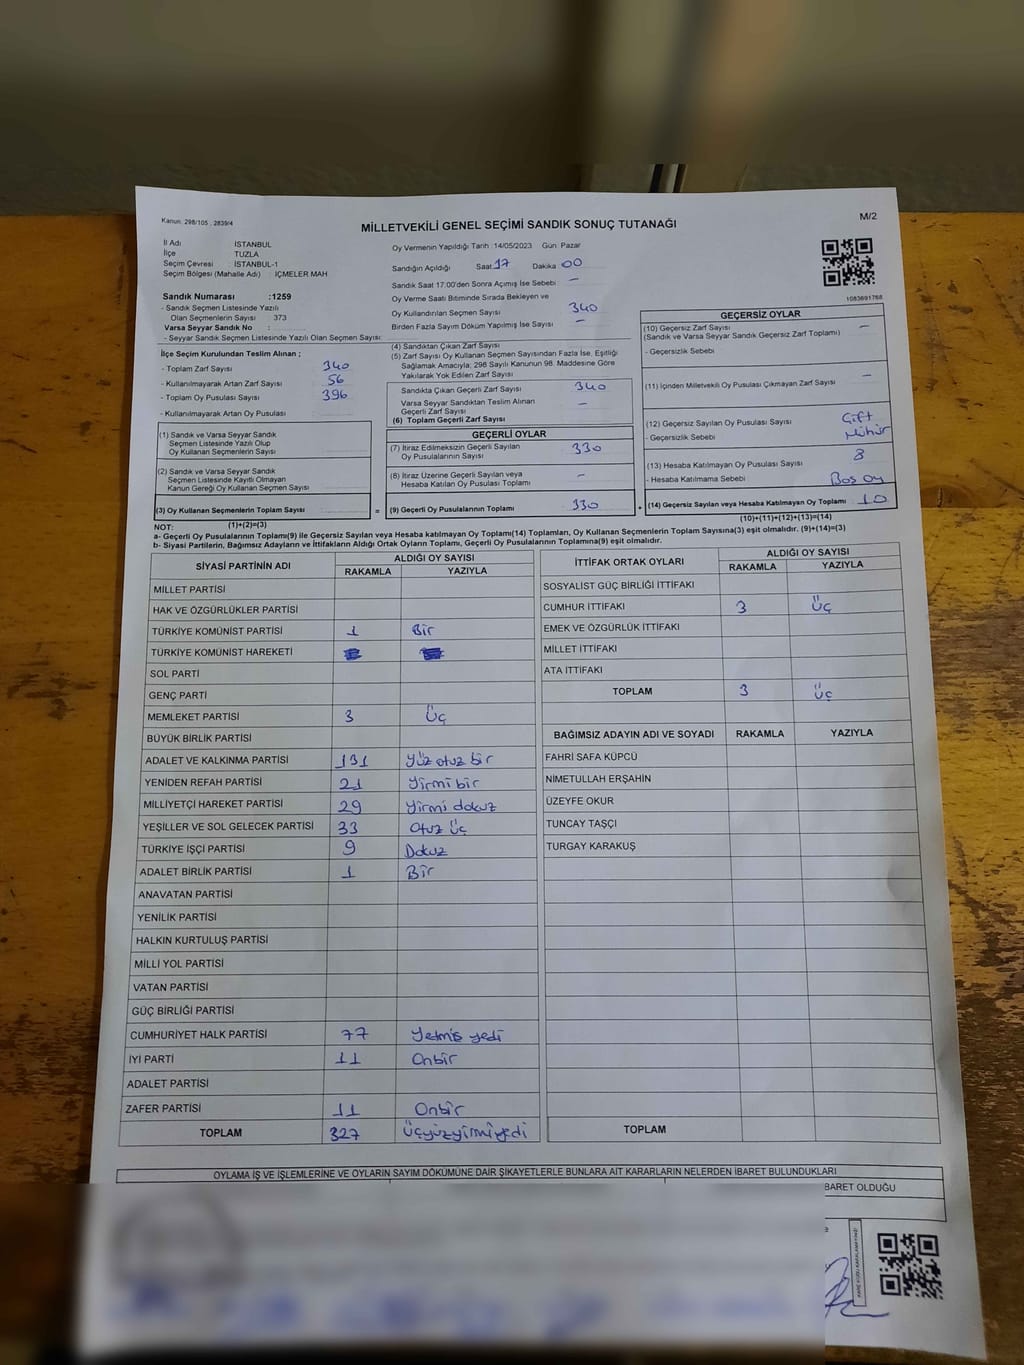 Kanun: 298/105 , 2839/4
MİLLETVEKİLİ GENEL SEÇİMİ SANDIK SONUÇ TUTANAĞI
M/2
İl Adı İSTANBUL
İlçe TUZLA
Seçim Çevresi : İSTANBUL-1
Seçim Bölgesi (Mahalle Adı) : İÇMELER MAH
Sandık Numarası :1259
- Sandık Seçmen Listesinde Yazılı
Olan Seçmenlerin Sayısı 373
Varsa Seyyar Sandık No :
- Seyyar Sandık Seçmen Listesinde Yazılı Olan Seçmen Sayısı:
Oy Vermenin Yapıldığı Tarih :14/05/2023 Gün: Pazar
Sandığın Açıldığı Saat 17 Dakika 00
Sandık Saat 17:00'den Sonra Açımış İse Sebebi –
Oy Verme Saati Bitiminde Sırada Bekleyen ve
Oy Kullandırılan Seçmen Sayısı 340
Birden Fazla Sayım Döküm Yapılmış İse Sayısı –
1083691768
İlçe Seçim Kurulundan Teslim Alınan ;
- Toplam Zarf Sayısı 340
- Kullanılmayarak Artan Zarf Sayısı 56
- Toplam Oy Pusulası Sayısı 396
- Kullanılmayarak Artan Oy Pusulası :
(1) Sandık ve Varsa Seyyar Sandık
Seçmen Listesinde Yazılı Olup
Oy Kullanan Seçmenlerin Sayısı
(2) Sandık ve Varsa Seyyar Sandık
Seçmen Listesinde Kayıtlı Olmayan
Kanun Gereği Oy Kullanan Seçmen Sayısı
(3) Oy Kullanan Seçmenlerin Toplam Sayısı =
(4) Sandıktan Çıkan Zarf Sayısı
(5) Zarf Sayısı Oy Kullanan Seçmen Sayısından Fazla İse, Eşitliği
Sağlamak Amacıyla; 298 Sayılı Kanunun 98. Maddesine Göre
Yakılarak Yok Edilen Zarf Sayısı
Sandıkta Çıkan Geçerli Zarf Sayısı 340
Varsa Seyyar Sandıktan Teslim Alınan
Geçerli Zarf Sayısı –
(6) Toplam Geçerli Zarf Sayısı
GEÇERLİ OYLAR
(7) İtiraz Edilmeksizin Geçerli Sayılan
Oy Pusulalarının Sayısı 330
(8) İtiraz Üzerine Geçerli Sayılan veya
Hesaba Katılan Oy Pusulası Toplamı –
(9) Geçerli Oy Pusulalarının Toplamı 330 +
GEÇERSİZ OYLAR
(10) Geçersiz Zarf Sayısı
(Sandık ve Varsa Seyyar Sandık Geçersiz Zarf Toplamı) –
- Geçersizlik Sebebi
(11) İçinden Milletvekili Oy Pusulası Çıkmayan Zarf Sayısı –
(12) Geçersiz Sayılan Oy Pusulası Sayısı Çift
- Geçersizlik Sebebi Mühür
(13) Hesaba Katılmayan Oy Pusulası Sayısı 8
- Hesaba Katılmama Sebebi Boş oy
(14) Geçersiz Sayılan veya Hesaba Katılmayan Oy Toplamı 10
(1)+(2)=(3)
(10)+(11)+(12)+(13)=(14)
NOT:
a- Geçerli Oy Pusulalarının Toplamı(9) ile Geçersiz Sayılan veya Hesaba katılmayan Oy Toplamı(14) Toplamları, Oy Kullanan Seçmenlerin Toplam Sayısına(3) eşit olmalıdır. (9)+(14)=(3)
b- Siyasi Partilerin, Bağımsız Adayların ve İttifakların Aldığı Ortak Oyların Toplamı, Geçerli Oy Pusulalarının Toplamına(9) eşit olmalıdır.
SİYASİ PARTİNİN ADI ALDIĞI OY SAYISI
RAKAMLA YAZIYLA
MİLLET PARTİSİ
HAK VE ÖZGÜRLÜKLER PARTİSİ
TÜRKİYE KOMÜNİST PARTİSİ 1 Bir
TÜRKİYE KOMÜNİST HAREKETİ
SOL PARTİ
GENÇ PARTİ
MEMLEKET PARTİSİ 3 Üç
BÜYÜK BİRLİK PARTİSİ
ADALET VE KALKINMA PARTİSİ 131 Yüz otuz bir
YENİDEN REFAH PARTİSİ 21 Yirmi bir
MİLLİYETÇİ HAREKET PARTİSİ 29 Yirmi dokuz
YEŞİLLER VE SOL GELECEK PARTİSİ 33 Otuz üç
TÜRKİYE İŞÇİ PARTİSİ 9 Dokuz
ADALET BİRLİK PARTİSİ 1 Bir
ANAVATAN PARTİSİ
YENİLİK PARTİSİ
HALKIN KURTULUŞ PARTİSİ
MİLLİ YOL PARTİSİ
VATAN PARTİSİ
GÜÇ BİRLİĞİ PARTİSİ
CUMHURİYET HALK PARTİSİ 77 Yetmiş yedi
İYİ PARTİ 11 Onbir
ADALET PARTİSİ
ZAFER PARTİSİ 11 Onbir
TOPLAM 327 Üçyüzyirmiyedi
İTTİFAK ORTAK OYLARI ALDIĞI OY SAYISI
RAKAMLA YAZIYLA
SOSYALİST GÜÇ BİRLİĞİ İTTİFAKI
CUMHUR İTTİFAKI 3 Üç
EMEK VE ÖZGÜRLÜK İTTİFAKI
MİLLET İTTİFAKI
ATA İTTİFAKI
TOPLAM 3 Üç
BAĞIMSIZ ADAYIN ADI VE SOYADI RAKAMLA YAZIYLA
FAHRİ SAFA KÜPCÜ
NİMETULLAH ERŞAHİN
ÜZEYFE OKUR
TUNCAY TAŞÇI
TURGAY KARAKUŞ
TOPLAM
OYLAMA İŞ VE İŞLEMLERİNE VE OYLARIN SAYIM DÖKÜMÜNE DAİR ŞİKAYETLERLE BUNLARA AİT KARARLARIN NELERDEN İBARET BULUNDUKLARI
BARET OLDUĞU